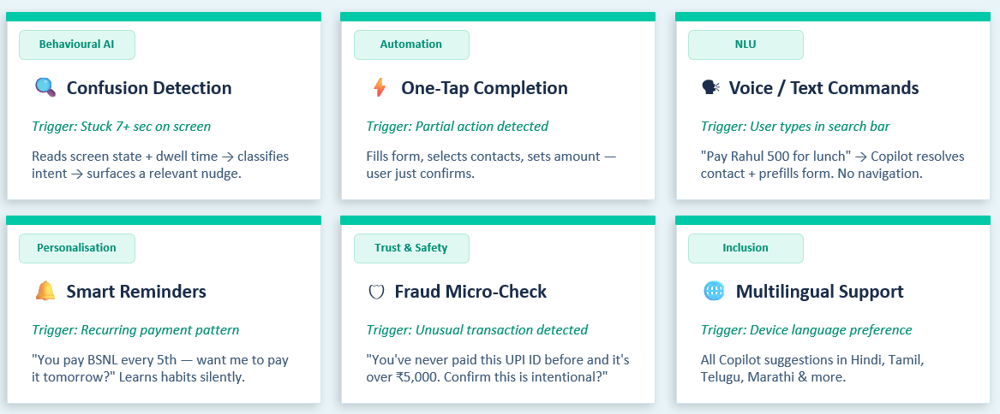 Behavioural AI
Confusion Detection
Trigger: Stuck 7+ sec on screen
Reads screen state + dwell time → classifies
intent → surfaces a relevant nudge.
Automation
One-Tap Completion
Trigger: Partial action detected
Fills form, selects contacts, sets amount —
user just confirms.
NLU
Voice / Text Commands
Trigger: User types in search bar
"Pay Rahul 500 for lunch" → Copilot resolves
contact + prefills form. No navigation.
Personalisation
Smart Reminders
Trigger: Recurring payment pattern
"You pay BSNL every 5th — want me to pay
it tomorrow?" Learns habits silently.
Trust & Safety
Fraud Micro-Check
Trigger: Unusual transaction detected
"You've never paid this UPI ID before and it's
over ₹5,000. Confirm this is intentional?"
Inclusion
Multilingual Support
Trigger: Device language preference
All Copilot suggestions in Hindi, Tamil,
Telugu, Marathi & more.